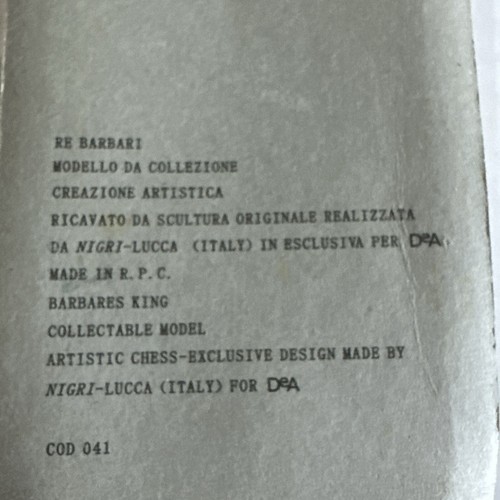 RE BARBARI
MODELLO DA COLLEZIONE
CREAZIONE ARTISTICA
RICAVATO DA SCULTURA ORIGINALE REALIZZATA
DA NIGRI-LUCCA (ITALY) IN ESCLUSIVA PER DeA.
MADE IN R.P.C.
BARBARES KING
COLLECTABLE MODEL
ARTISTIC CHESS-EXCLUSIVE DESIGN MADE BY
NIGRI-LUCCA (ITALY) FOR DeA
COD 041